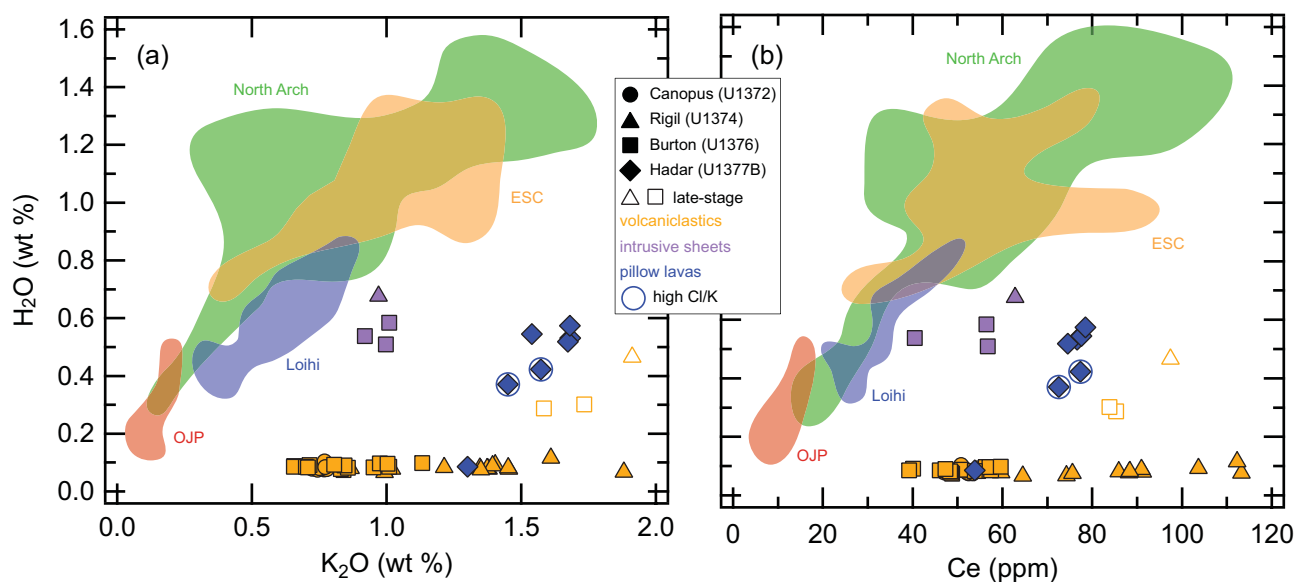 (a)
H2O (wt %)
1.6
1.4
1.2
1.0
0.8
0.6
0.4
0.2
0.0
North Arch
ESC
Loihi
OJP
0.0 0.5 1.0 1.5 2.0
K2O (wt %)
Canopus (U1372)
Rigil (U1374)
Burton (U1376)
Hadar (U1377B)
late-stage
volcaniclastics
intrusive sheets
pillow lavas
high Cl/K
(b)
North Arch
ESC
Loihi
OJP
0 20 40 60 80 100 120
Ce (ppm)